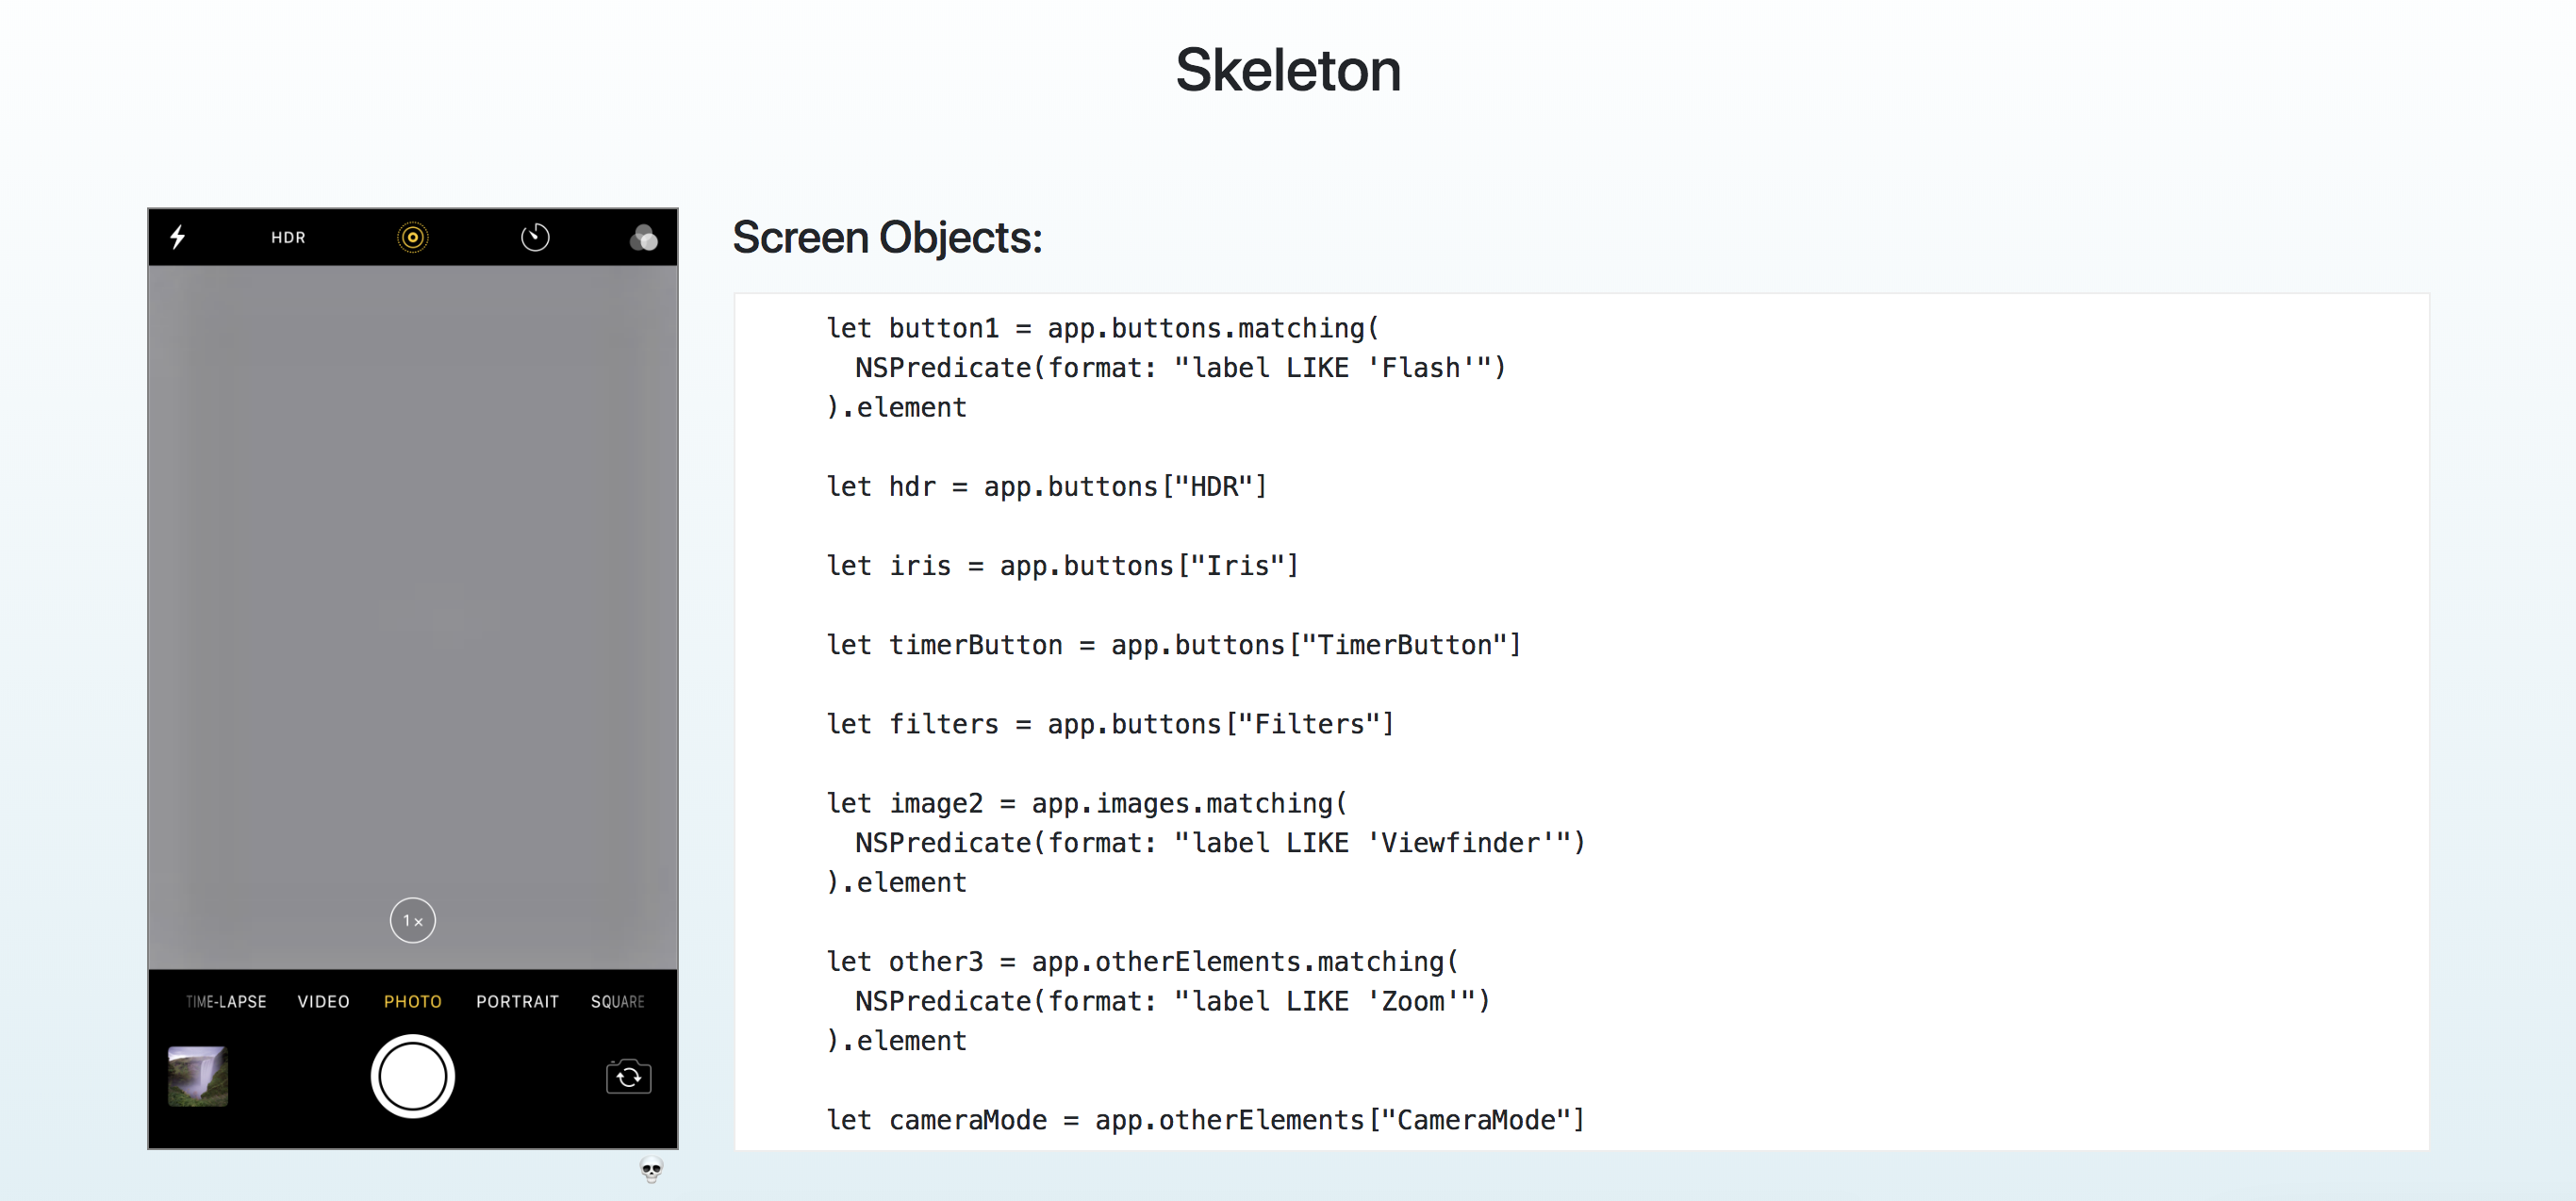 Skeleton
HDR
1×
TIME-LAPSE VIDEO PHOTO PORTRAIT SQUARE
Screen Objects:
let button1 = app.buttons.matching(
NSPredicate(format: "label LIKE 'Flash'")
).element
let hdr = app.buttons["HDR"]
let iris = app.buttons["Iris"]
let timerButton = app.buttons["TimerButton"]
let filters = app.buttons["Filters"]
let image2 = app.images.matching(
NSPredicate(format: "label LIKE 'Viewfinder'")
).element
let other3 = app.otherElements.matching(
NSPredicate(format: "label LIKE 'Zoom'")
).element
let cameraMode = app.otherElements["CameraMode"]